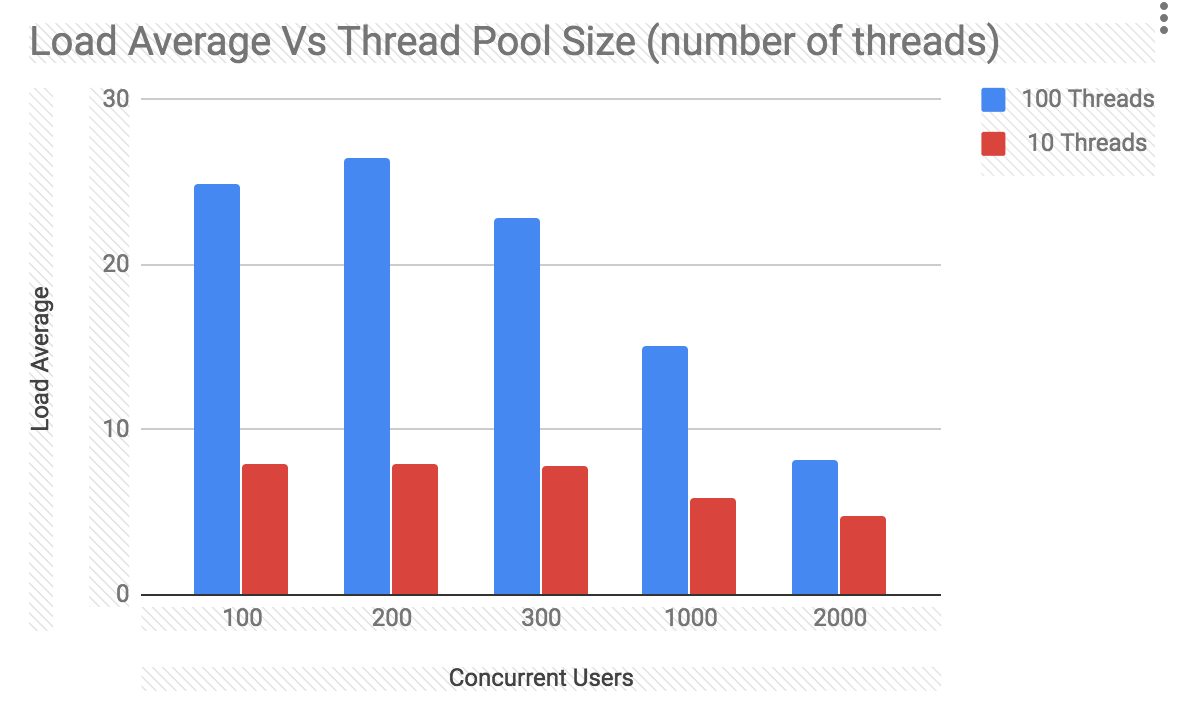 Load Average Vs Thread Pool Size (number of threads)
100 Threads
10 Threads
30
20
10
0
Load Average
100 200 300 1000 2000
Concurrent Users